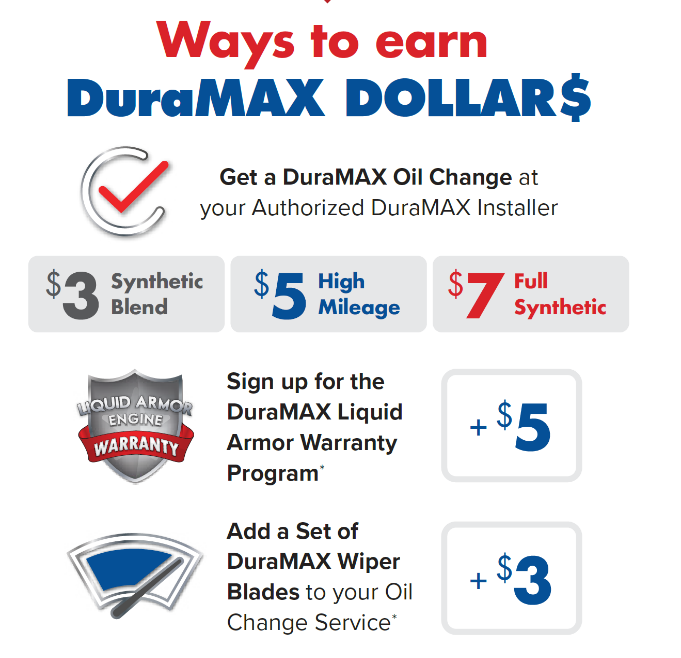 Ways to earn
DuraMAX DOLLAR$
Get a DuraMAX Oil Change at
your Authorized DuraMAX Installer
$3 Synthetic Blend
$5 High Mileage
$7 Full Synthetic
LIQUID ARMOR
ENGINE
WARRANTY
Sign up for the
DuraMAX Liquid
Armor Warranty
Program*
+ $5
Add a Set of
DuraMAX Wiper
Blades to your Oil
Change Service*
+ $3